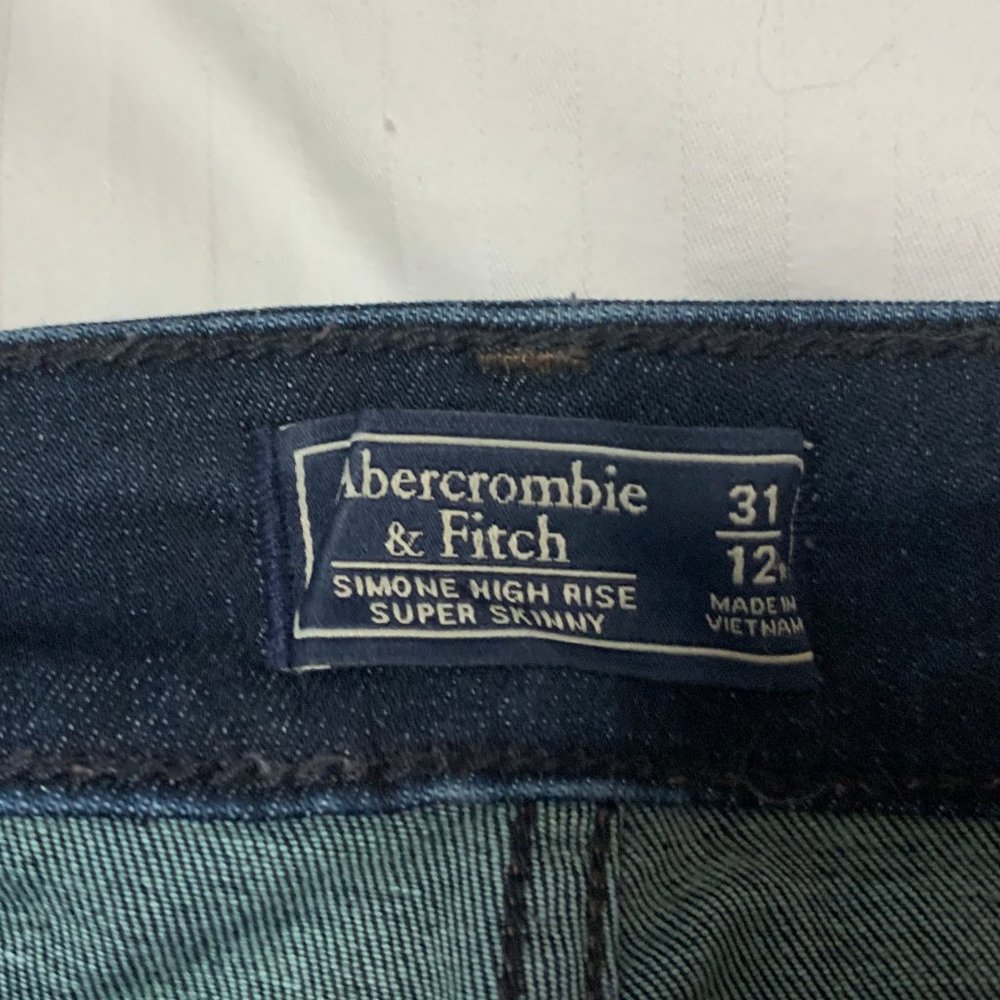 Abercrombie
& Fitch
SIMONE HIGH RISE
SUPER SKINNY
31
12
MADE IN
VIETNAM